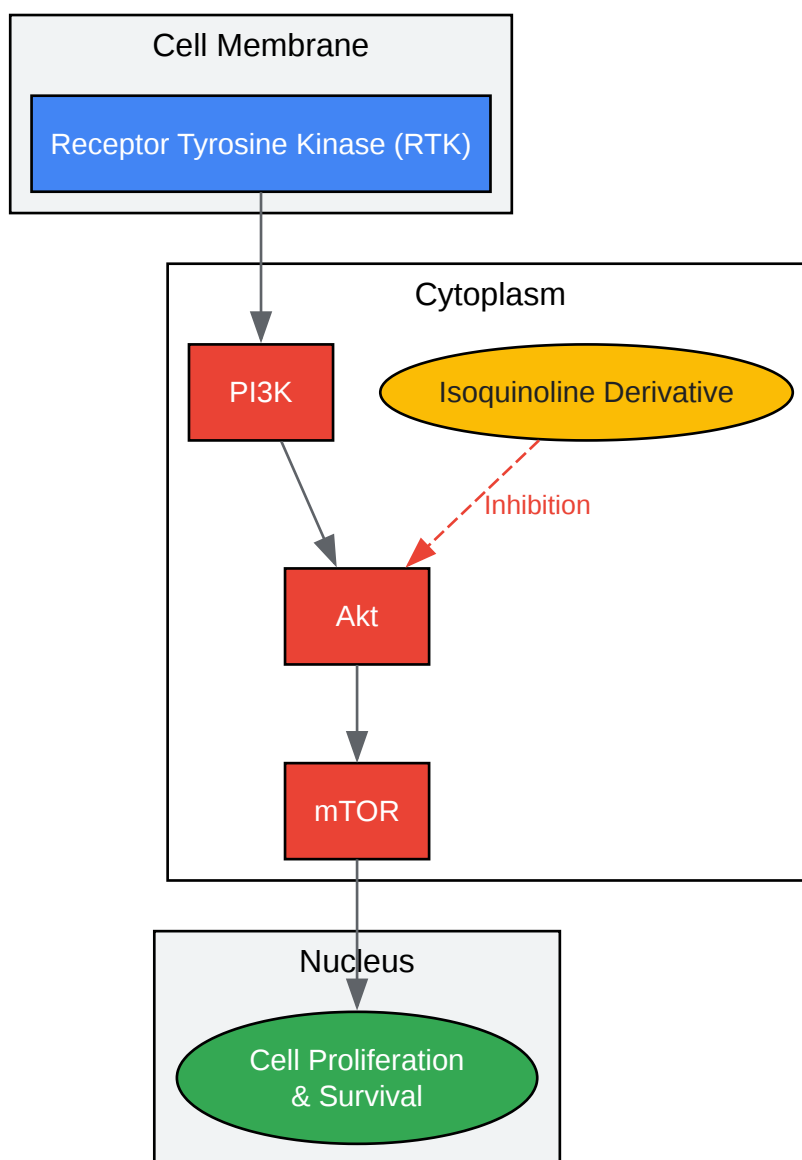 Cell Membrane
Receptor Tyrosine Kinase (RTK)
Cytoplasm
PI3K
Isoquinoline Derivative
Inhibition
Akt
mTOR
Nucleus
Cell Proliferation
& Survival